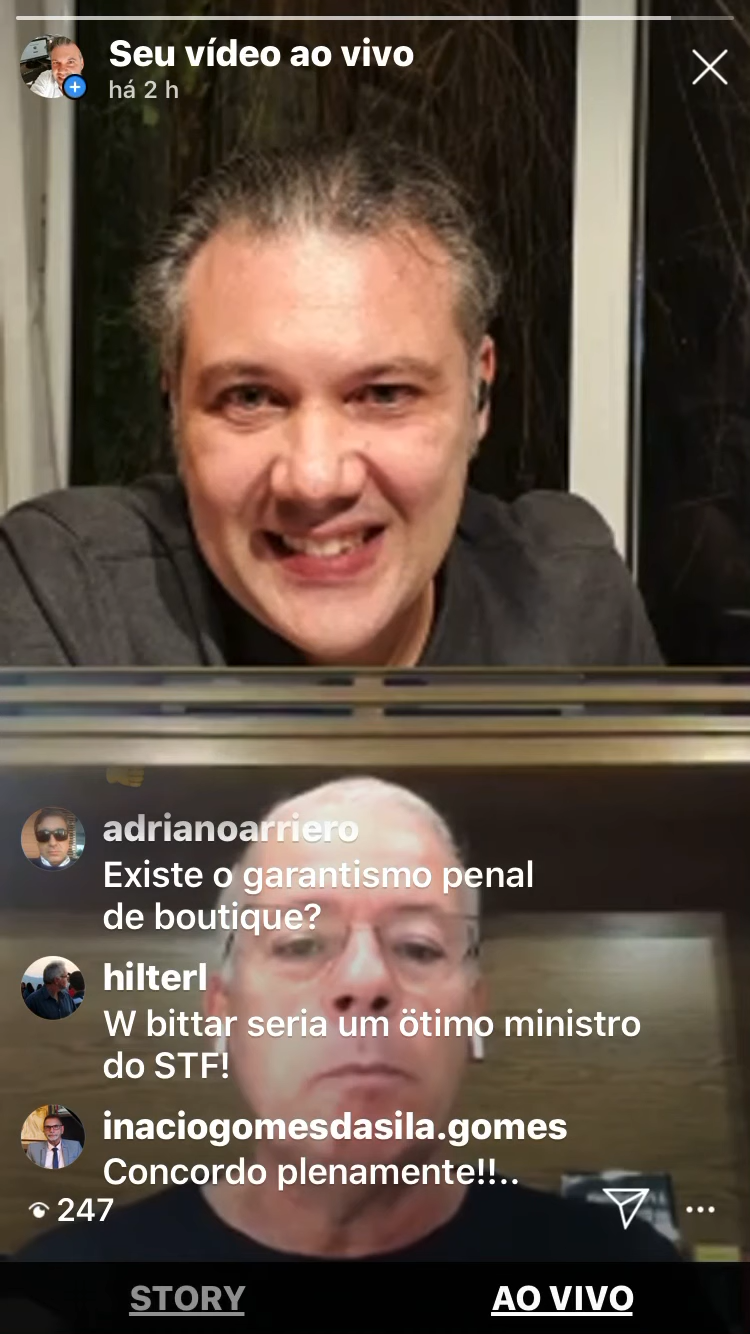 Seu vídeo ao vivo
há 2 h
adrianoarriero
Existe o garantismo penal
de boutique?
hilterl
W bittar seria um ötimo ministro
do STF!
inaciogomesdasila.gomes
Concordo plenamente!!..
247
STORY
AO VIVO